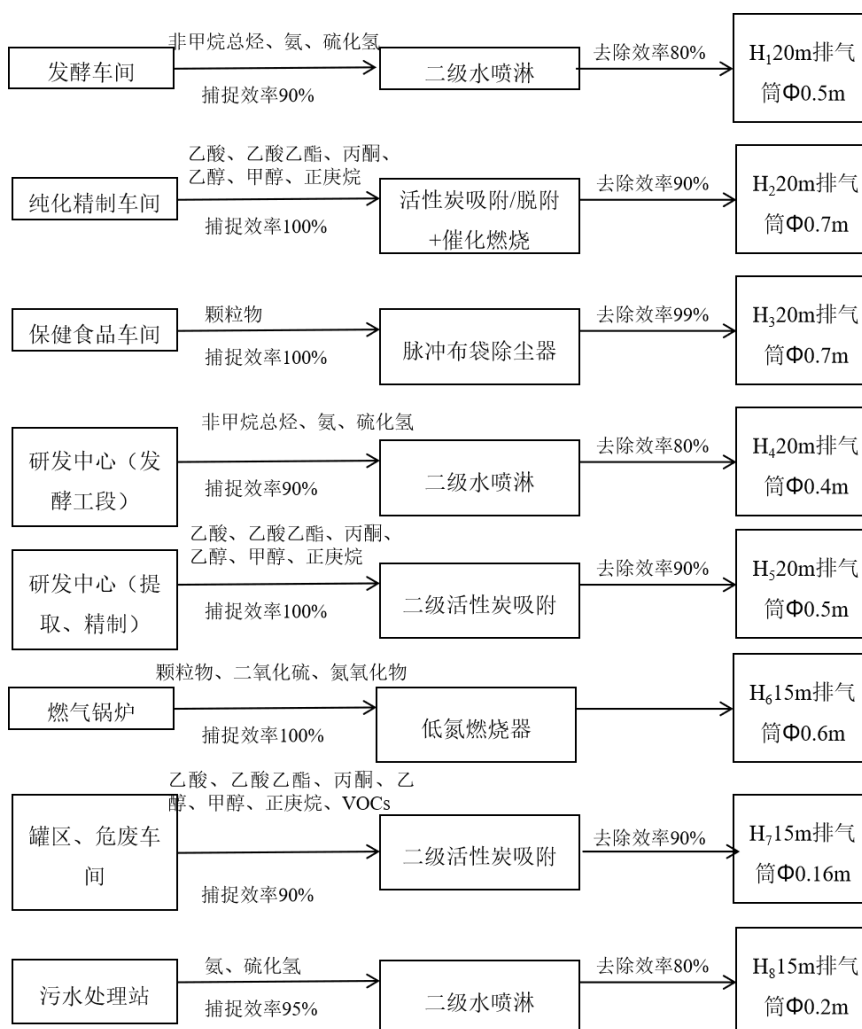 非甲烷总烃、氨、硫化氢
发酵车间
捕捉效率90%
二级水喷淋
去除效率80%
H₁20m排气
筒Φ0.5m
乙酸、乙酸乙酯、丙酮、
乙醇、甲醇、正庚烷
纯化精制车间
捕捉效率100%
活性炭吸附/脱附
+催化燃烧
去除效率90%
H₂20m排气
筒Φ0.7m
颗粒物
保健食品车间
捕捉效率100%
脉冲布袋除尘器
去除效率99%
H₃20m排气
筒Φ0.7m
非甲烷总烃、氨、硫化氢
研发中心（发
酵工段）
捕捉效率90%
二级水喷淋
去除效率80%
H₄20m排气
筒Φ0.4m
乙酸、乙酸乙酯、丙酮、
乙醇、甲醇、正庚烷
研发中心（提
取、精制）
捕捉效率100%
二级活性炭吸附
去除效率90%
H₅20m排气
筒Φ0.5m
颗粒物、二氧化硫、氮氧化物
燃气锅炉
捕捉效率100%
低氮燃烧器
H₆15m排气
筒Φ0.6m
乙酸、乙酸乙酯、丙酮、乙
醇、甲醇、正庚烷、VOCs
罐区、危废车
间
捕捉效率90%
二级活性炭吸附
去除效率90%
H₇15m排气
筒Φ0.16m
氨、硫化氢
污水处理站
捕捉效率95%
二级水喷淋
去除效率80%
H₈15m排气
筒Φ0.2m